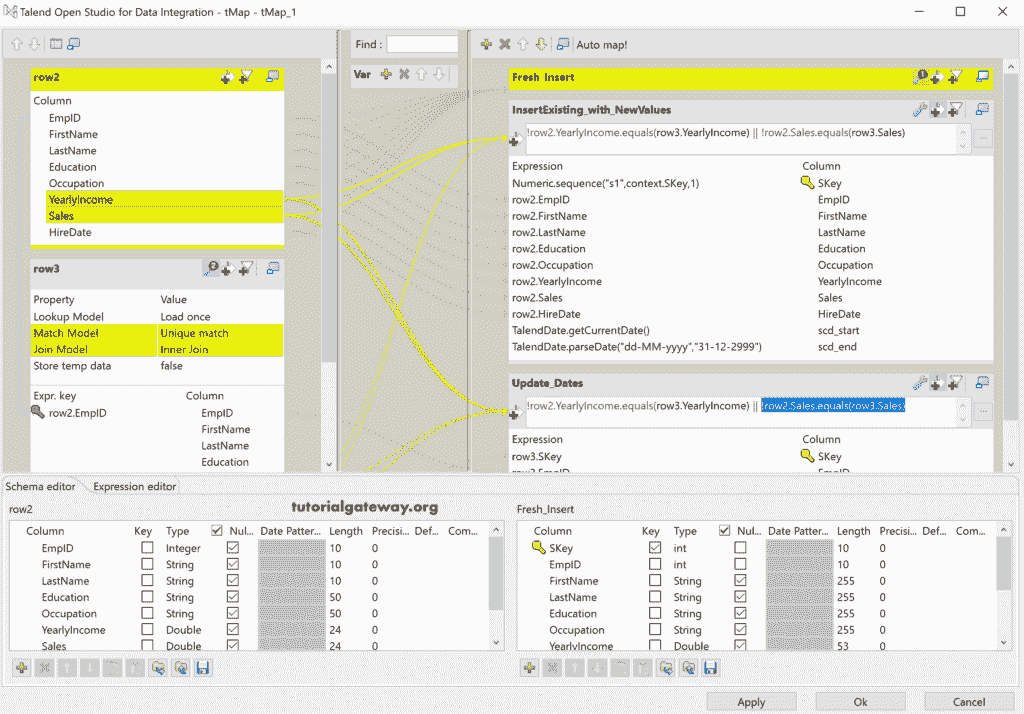 Talend Open Studio for Data Integration - tMap - tMap_1
Find :
Auto map!
row2
Column
EmpID
FirstName
LastName
Education
Occupation
YearlyIncome
Sales
HireDate
row3
Property Value
Lookup Model Load once
Match Model Unique match
Join Model Inner Join
Store temp data false
Expr. key Column
row2.EmpID EmpID
FirstName
LastName
Education
Var
Fresh_Insert
InsertExisting_with_NewValues
!row2.YearlyIncome.equals(row3.YearlyIncome) || !row2.Sales.equals(row3.Sales)
...
Expression Column
Numeric.sequence("s1",context.SKey,1) SKey
row2.EmpID EmpID
row2.FirstName FirstName
row2.LastName LastName
row2.Education Education
row2.Occupation Occupation
row2.YearlyIncome YearlyIncome
row2.Sales Sales
row2.HireDate HireDate
TalendDate.getCurrentDate() scd_start
TalendDate.parseDate("dd-MM-yyyy","31-12-2999") scd_end
Update_Dates
!row2.YearlyIncome.equals(row3.YearlyIncome) || !row2.Sales.equals(row3.Sales)
...
Expression Column
row3.SKey SKey
row3.EmpID EmpID
Schema editor Expression editor
row2
tutorialgateway.org
Column Key Type Nul... Date Patter... Length Precisi... Def... Com...
EmpID Integer 10 0
FirstName String 10 0
LastName String 10 0
Education String 50 0
Occupation String 50 0
YearlyIncome Double 24 0
Sales Double 24 0
Fresh_Insert
Column Key Type Nul... Date Patter... Length Precisi... Def... Com...
SKey int 10 0
EmpID int 10 0
FirstName String 255 0
LastName String 255 0
Education String 255 0
Occupation String 255 0
YearlyIncome Double 53 0
Apply Ok Cancel